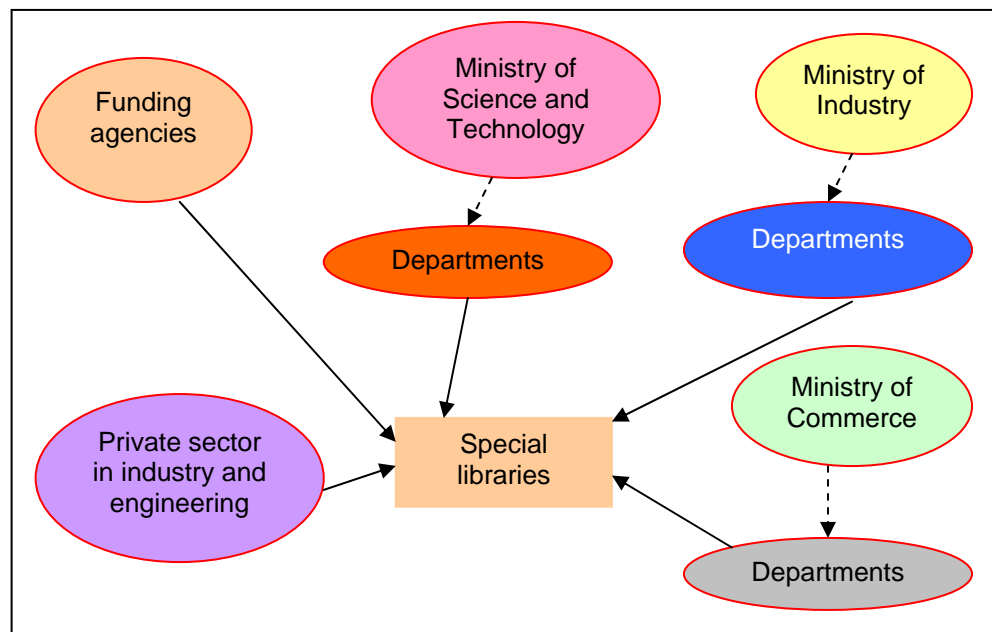 Funding
agencies
Ministry of
Science and
Technology
Ministry of
Industry
Departments
Departments
Ministry of
Commerce
Private sector
in industry and
engineering
Special
libraries
Departments